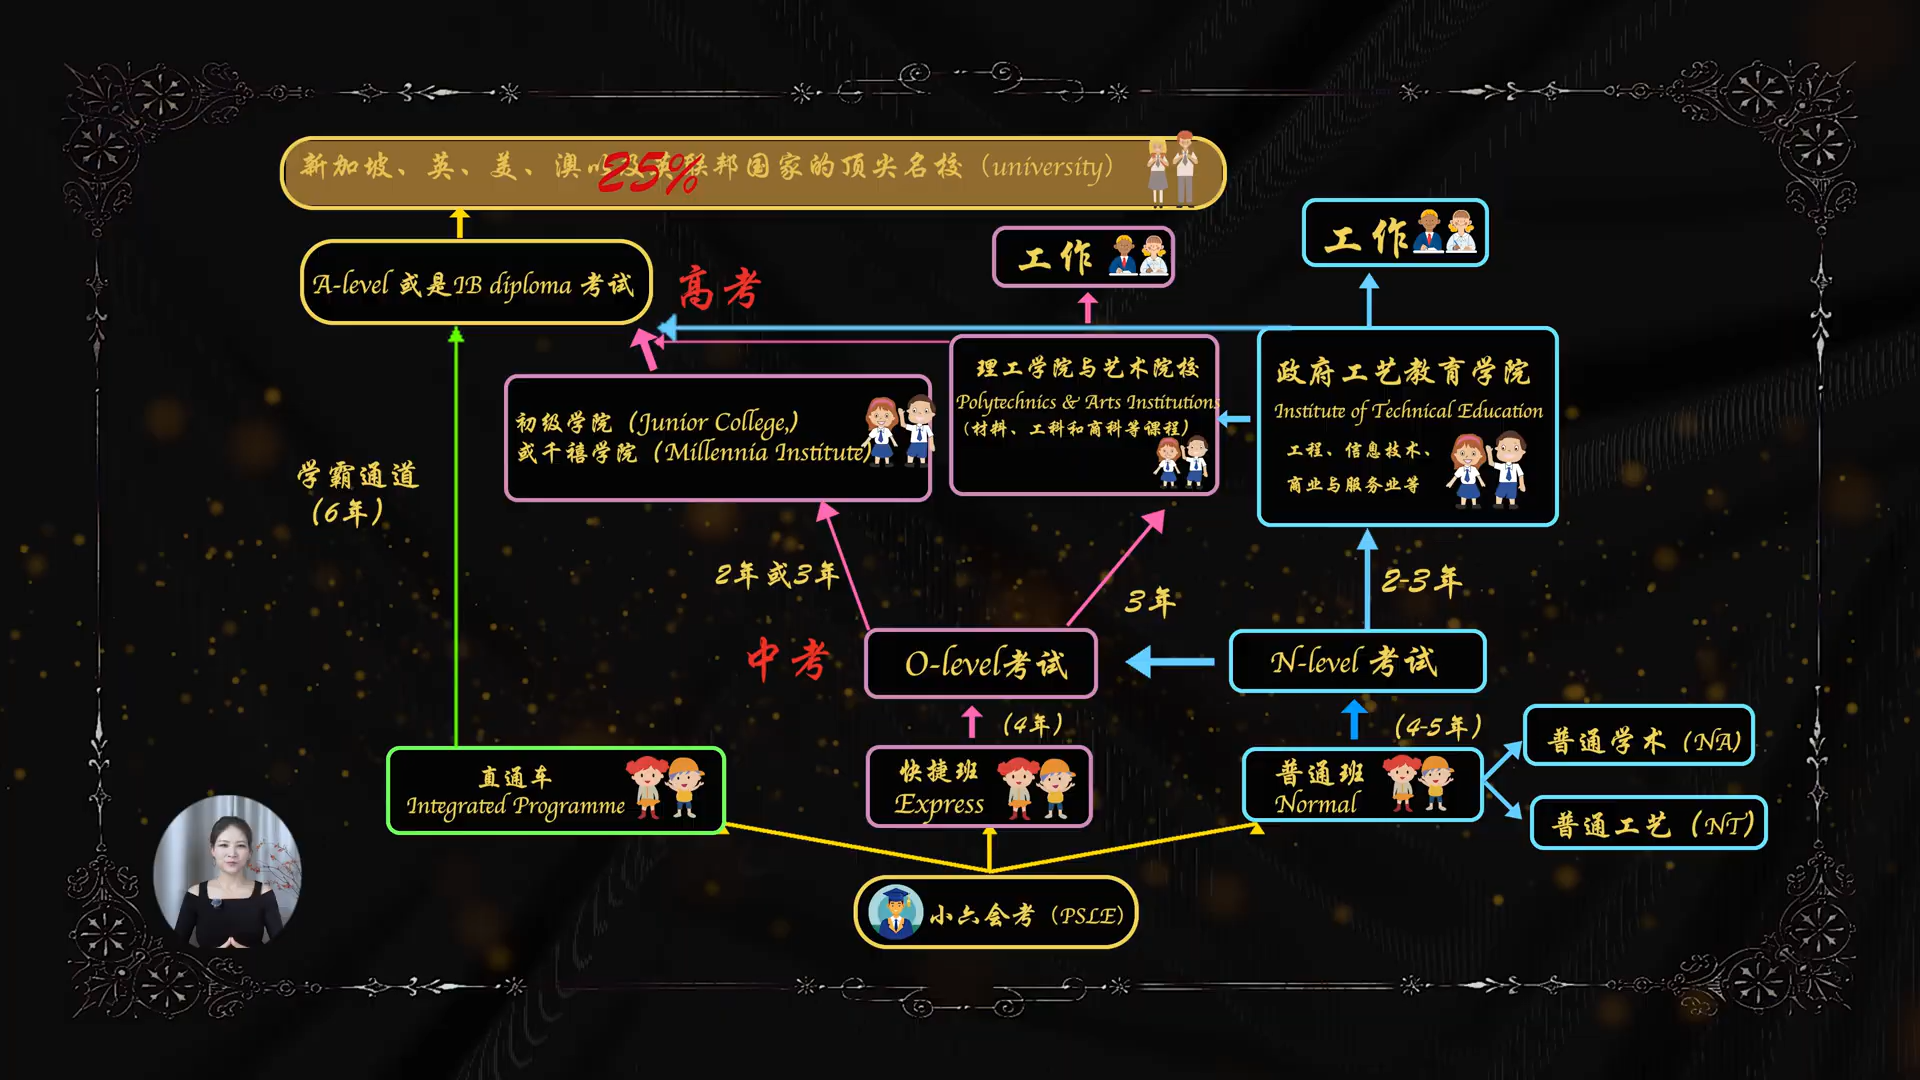 新加坡、英、美、澳以及英联邦国家的顶尖名校（university）
25%
工作
工作
A-level 或是IB diploma 考试
高考
理工学院与艺术院校
Polytechnics & Arts Institutions
（材料、工科和商科等课程）
政府工艺教育学院
Institute of Technical Education
工程、信息技术、
商业与服务业等
初级学院（Junior College,）
或千禧学院（Millennia Institute）
学霸通道
（6年）
2年或3年
3年
2-3年
中考
O-level考试
N-level 考试
（4年）
（4-5年）
直通车
Integrated Programme
快捷班
Express
普通班
Normal
普通学术（NA）
普通工艺（NT）
小六会考（PSLE）